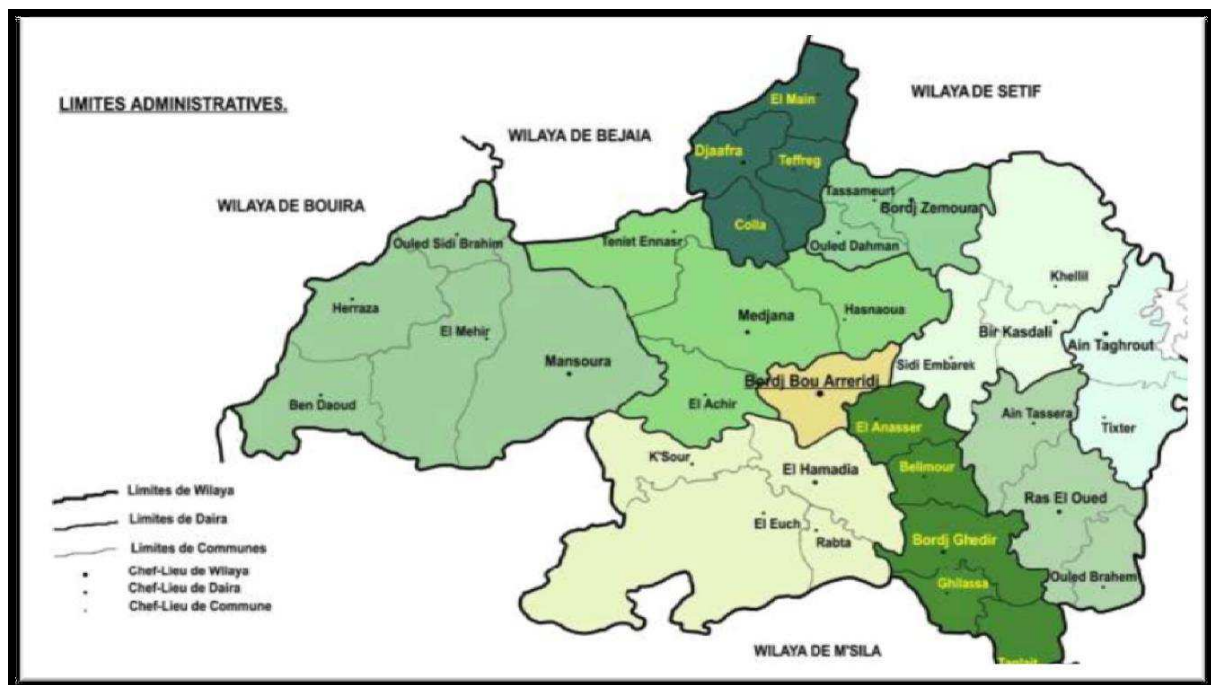 LIMITES ADMINISTRATIVES.
WILAYA DE SETIF
WILAYA DE BEJAIA
WILAYA DE BOUIRA
El Main
Djaafra
Teffreg
Colla
Tassameurt
Bordj Zemoura
Ouled Dahman
Ouled Sidi Brahim
Teniet Ennasr
Khellil
Herraza
El Mehir
Medjana
Hasnaoua
Bir Kasdali
Ain Taghrout
Mansoura
Sidi Embarek
Bordj Bou Arreridj
Ben Daoud
El Achir
El Anasser
Ain Tassera
Tixter
K'Sour
El Hamadia
Belimour
Ras El Oued
El Euch
Rabta
Bordj Ghedir
Ghilassa
Ouled Brahem
WILAYA DE M'SILA
Limites de Wilaya
Limites de Daira
Limites de Communes
Chef-Lieu de Wilaya
Chef-Lieu de Daira
Chef-Lieu de Commune